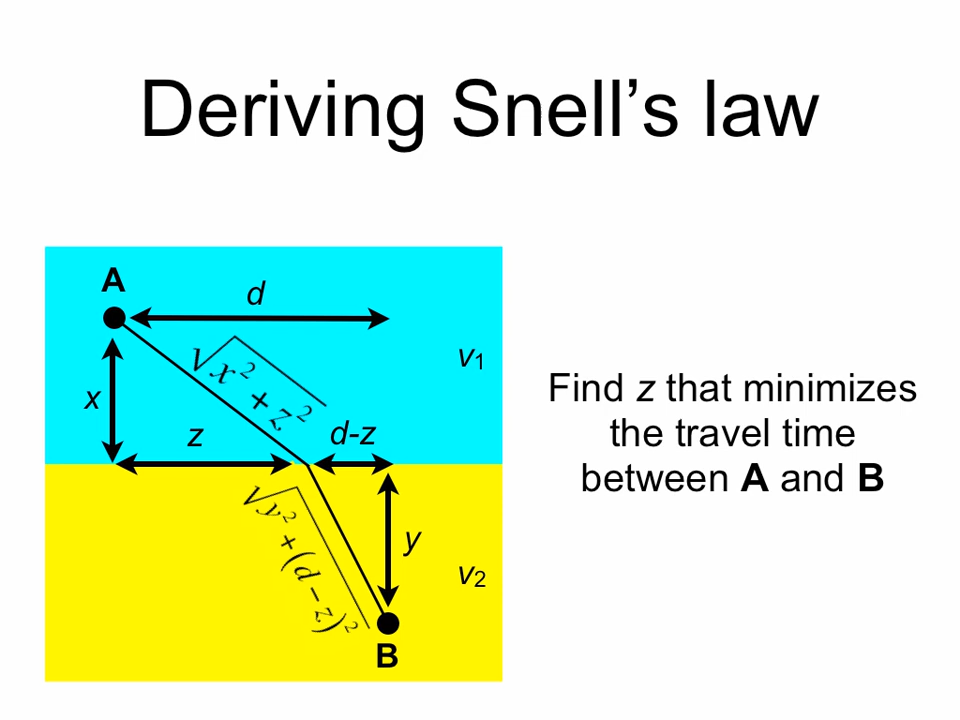 Deriving Snell’s law
A
d
v₁
x
√x² + z²
z
d-z
Find z that minimizes
the travel time
between A and B
√y² + (d − z)²
y
v₂
B